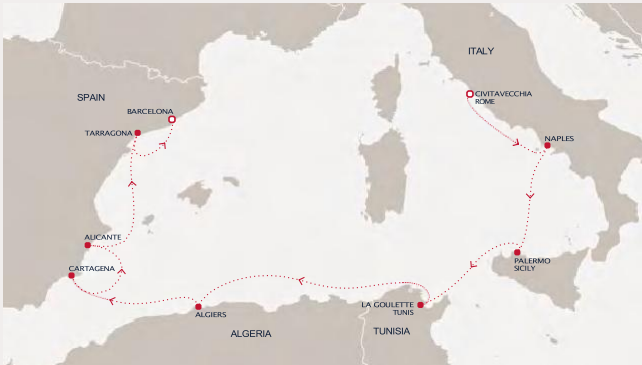 ITALY
SPAIN
CIVITAVECCHIA
ROME
BARCELONA
TARRAGONA
NAPLES
ALICANTE
PALERMO
SICILY
CARTAGENA
LA GOULETTE
TUNIS
ALGIERS
ALGERIA
TUNISIA